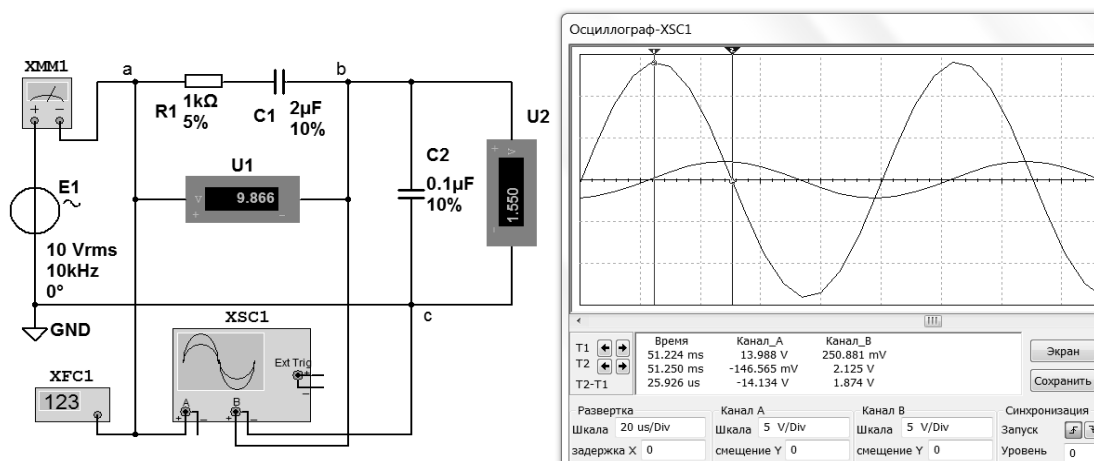 XMM1
a
b
R1
1kΩ
5%
C1
2µF
10%
U1
9.866
C2
0.1µF
10%
U2
1.550
E1
10 Vrms
10kHz
0°
GND
c
XSC1
Ext Trig
A
B
XFC1
123
Осциллограф-XSC1
Время Канал_А Канал_В
T1 51.224 ms 13.988 V 250.881 mV
T2 51.250 ms -146.565 mV 2.125 V
T2-T1 25.926 us -14.134 V 1.874 V
Экран
Сохранить
Развертка
Шкала 20 us/Div
задержка X 0
Канал А
Шкала 5 V/Div
смещение Y 0
Канал В
Шкала 5 V/Div
смещение Y 0
Синхронизация
Запуск
Уровень 0